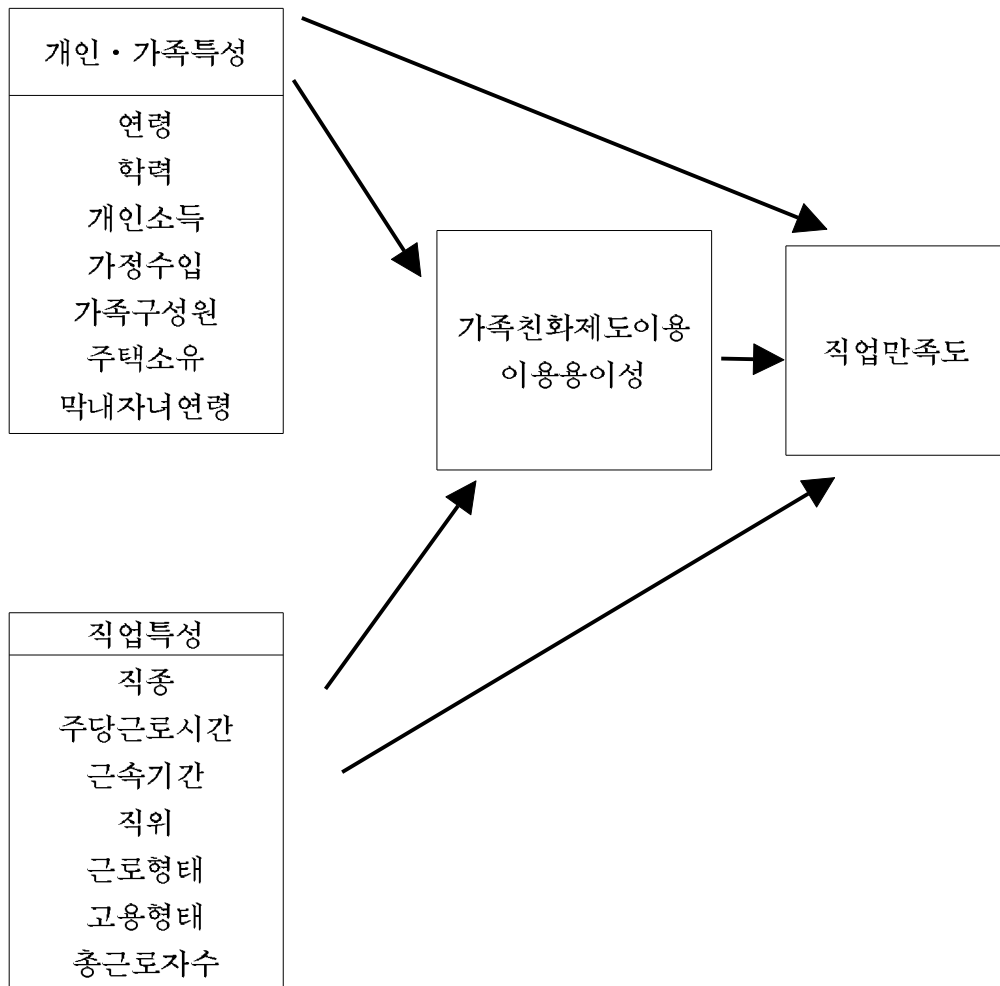 개인・가족특성
연령
학력
개인소득
가정수입
가족구성원
주택소유
막내자녀연령
가족친화제도이용
이용용이성
직업만족도
직업특성
직종
주당근로시간
근속기간
직위
근로형태
고용형태
총근로자수